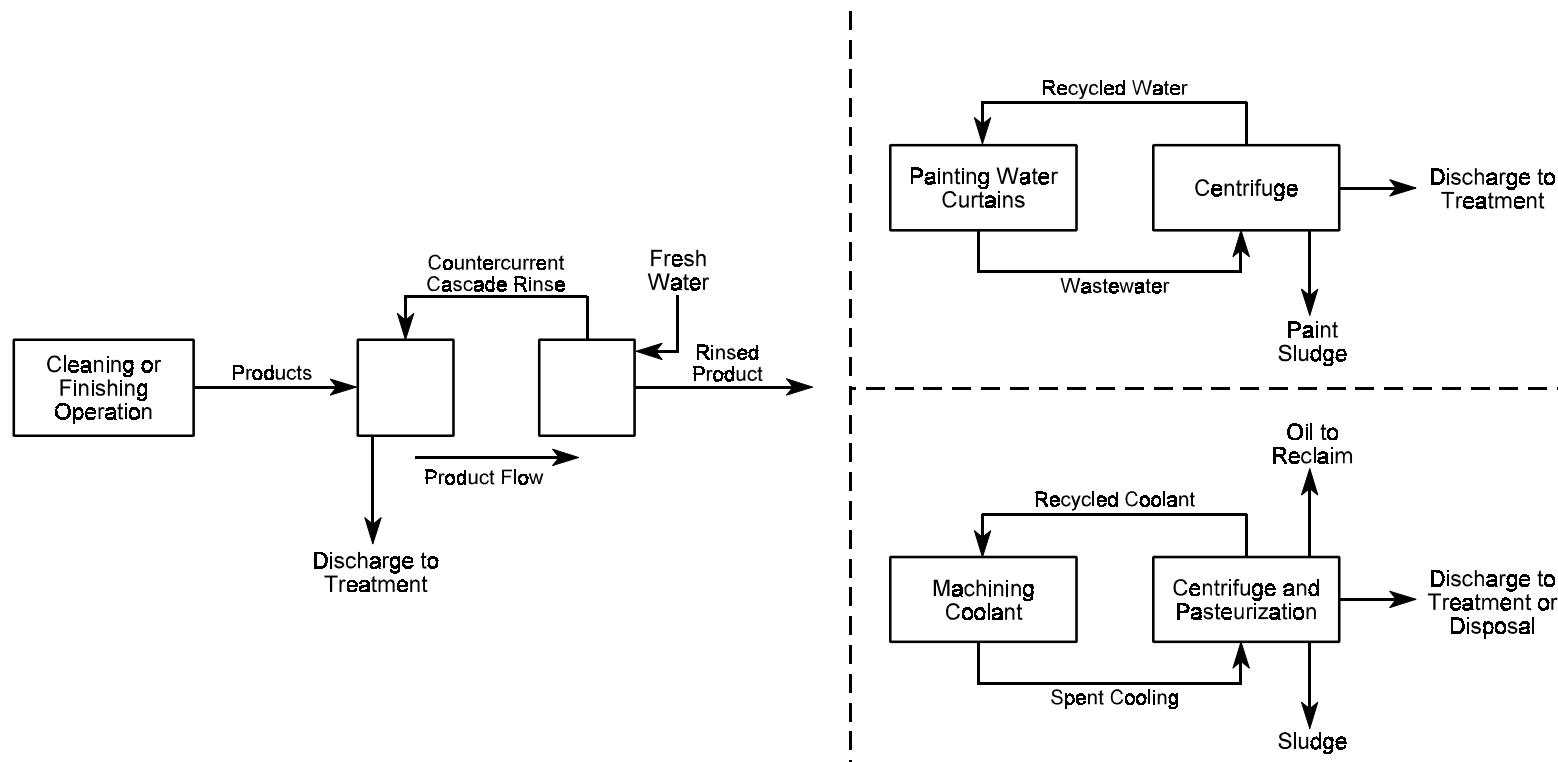 Countercurrent
Cascade Rinse
Fresh
Water
Cleaning or
Finishing
Operation
Products
Rinsed
Product
Product Flow
Discharge to
Treatment
Recycled Water
Painting Water
Curtains
Centrifuge
Discharge to
Treatment
Wastewater
Paint
Sludge
Oil to
Reclaim
Recycled Coolant
Machining
Coolant
Centrifuge and
Pasteurization
Discharge to
Treatment or
Disposal
Spent Cooling
Sludge